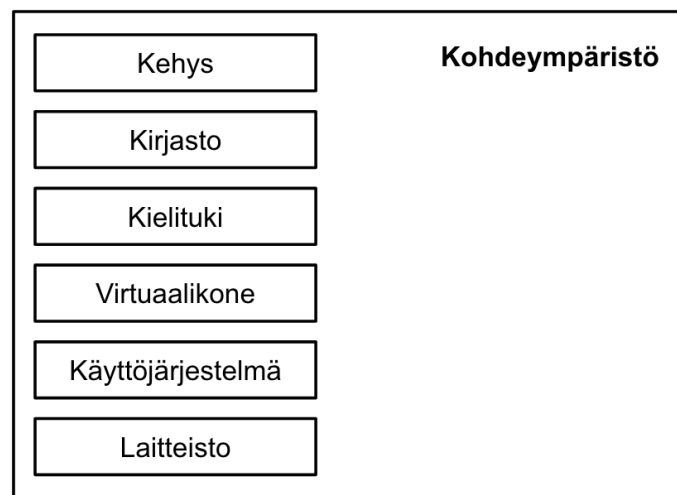 Kehys
Kohdeympäristö
Kirjasto
Kielituki
Virtuaalikone
Käyttöjärjestelmä
Laitteisto